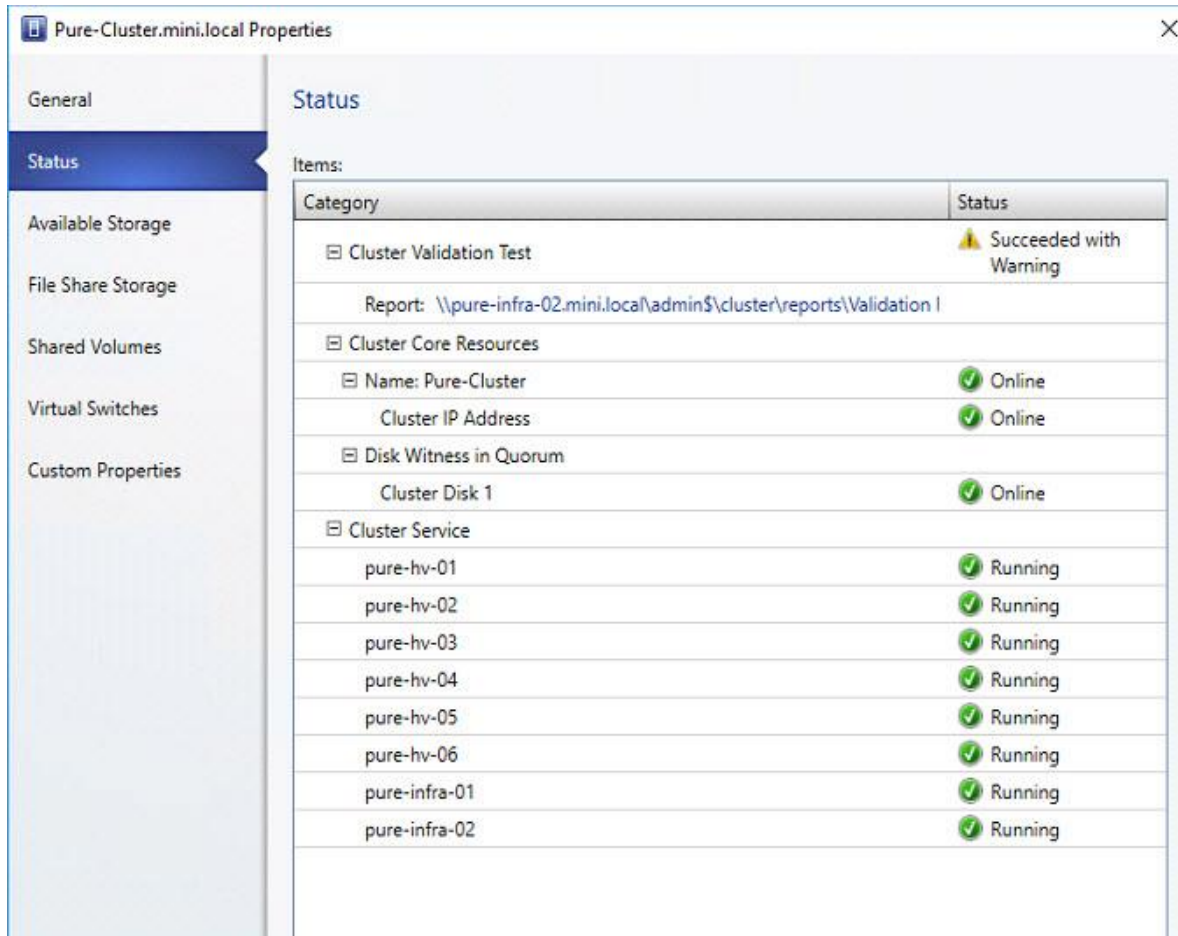 Pure-Cluster.mini.local Properties
General
Status
Available Storage
File Share Storage
Shared Volumes
Virtual Switches
Custom Properties
Status
Items:
Category Status
Cluster Validation Test Succeeded with
Warning
Report: \\pure-infra-02.mini.local\admin$\cluster\reports\Validation
Cluster Core Resources
Name: Pure-Cluster Online
Cluster IP Address Online
Disk Witness in Quorum
Cluster Disk 1 Online
Cluster Service
pure-hv-01 Running
pure-hv-02 Running
pure-hv-03 Running
pure-hv-04 Running
pure-hv-05 Running
pure-hv-06 Running
pure-infra-01 Running
pure-infra-02 Running